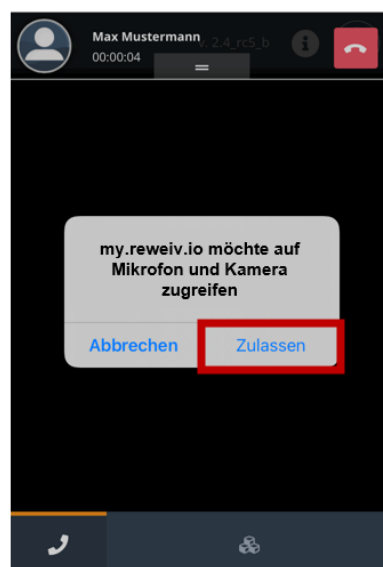 Max Mustermann
v. 2.4_rc5_b
00:00:04
my.reweiv.io möchte auf
Mikrofon und Kamera
zugreifen
Abbrechen
Zulassen